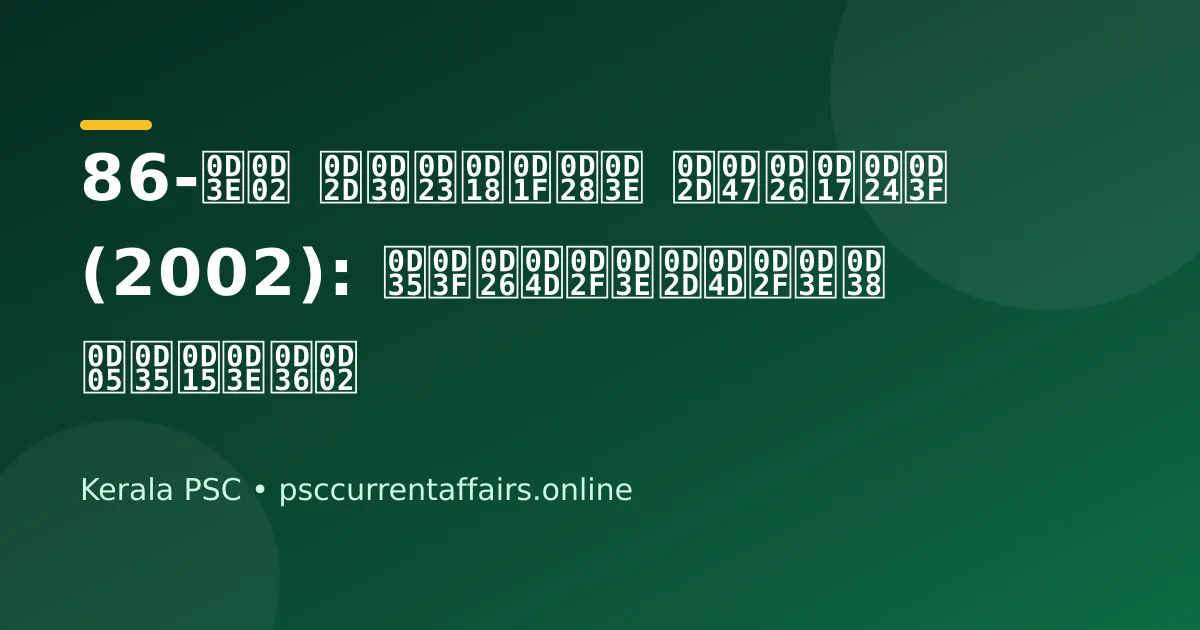 86-ാം ഭരണഘടനാ ഭേദഗതി
(2002): വിദ്യാഭ്യാസ
അവകാശം
Kerala PSC • psccurrentaffairs.online